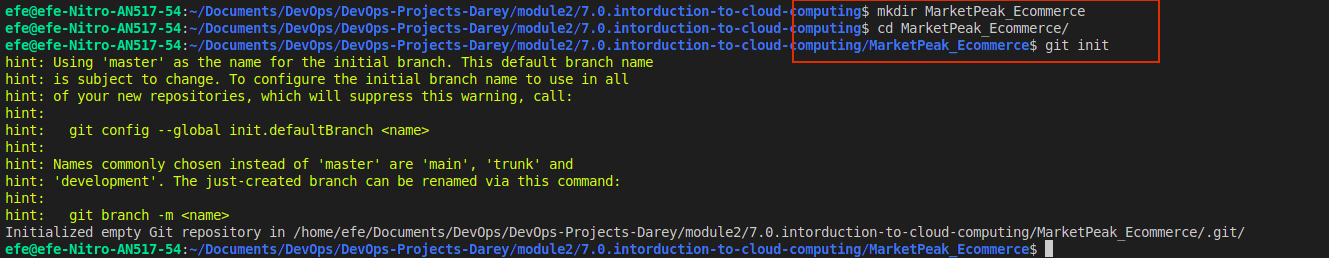 efe@efe-Nitro-AN517-54:~/Documents/DevOps/DevOps-Projects-Darey/module2/7.0.intorduction-to-cloud-computing$ mkdir MarketPeak_Ecommerce
efe@efe-Nitro-AN517-54:~/Documents/DevOps/DevOps-Projects-Darey/module2/7.0.intorduction-to-cloud-computing$ cd MarketPeak_Ecommerce/
efe@efe-Nitro-AN517-54:~/Documents/DevOps/DevOps-Projects-Darey/module2/7.0.intorduction-to-cloud-computing/MarketPeak_Ecommerce$ git init
hint: Using 'master' as the name for the initial branch. This default branch name
hint: is subject to change. To configure the initial branch name to use in all
hint: of your new repositories, which will suppress this warning, call:
hint:
hint:   git config --global init.defaultBranch <name>
hint:
hint: Names commonly chosen instead of 'master' are 'main', 'trunk' and
hint: 'development'. The just-created branch can be renamed via this command:
hint:
hint:   git branch -m <name>
Initialized empty Git repository in /home/efe/Documents/DevOps/DevOps-Projects-Darey/module2/7.0.intorduction-to-cloud-computing/MarketPeak_Ecommerce/.git/
efe@efe-Nitro-AN517-54:~/Documents/DevOps/DevOps-Projects-Darey/module2/7.0.intorduction-to-cloud-computing/MarketPeak_Ecommerce$